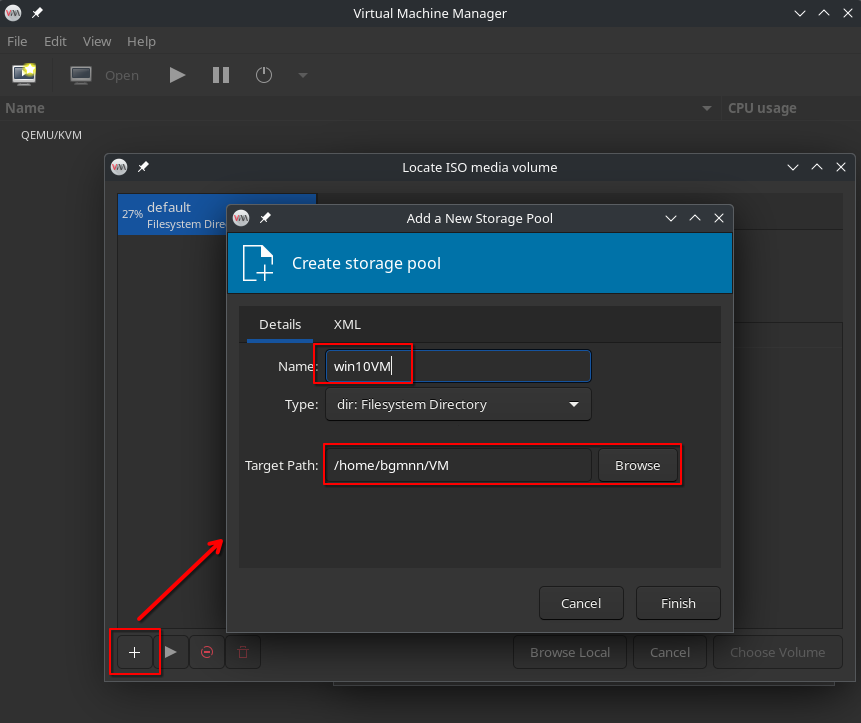 Virtual Machine Manager
File Edit View Help
Open
Name CPU usage
QEMU/KVM
Locate ISO media volume
27% default
Filesystem Dire
Add a New Storage Pool
Create storage pool
Details XML
Name: win10VM
Type: dir: Filesystem Directory
Target Path: /home/bgmnn/VM Browse
Cancel Finish
Browse Local Cancel Choose Volume